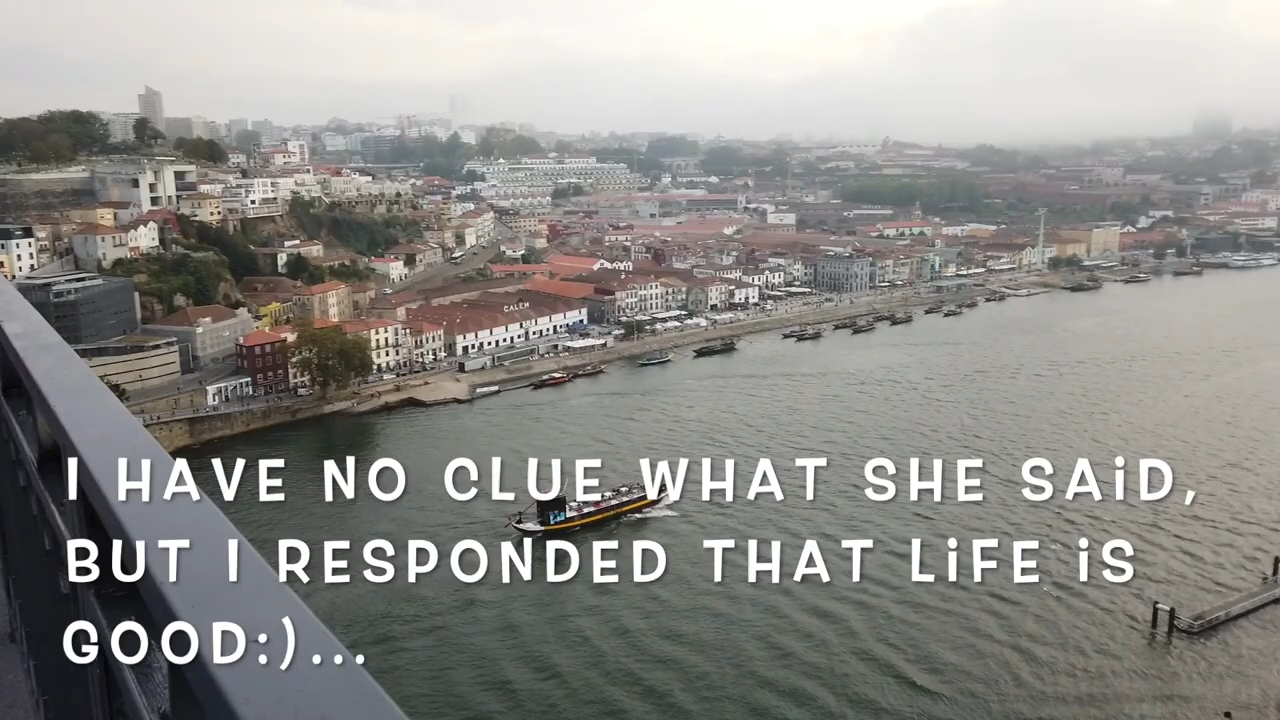 CALEM
I HAVE NO CLUE WHAT SHE SAiD,
BUT I RESPONDED THAT LiFE iS
GOOD:)...